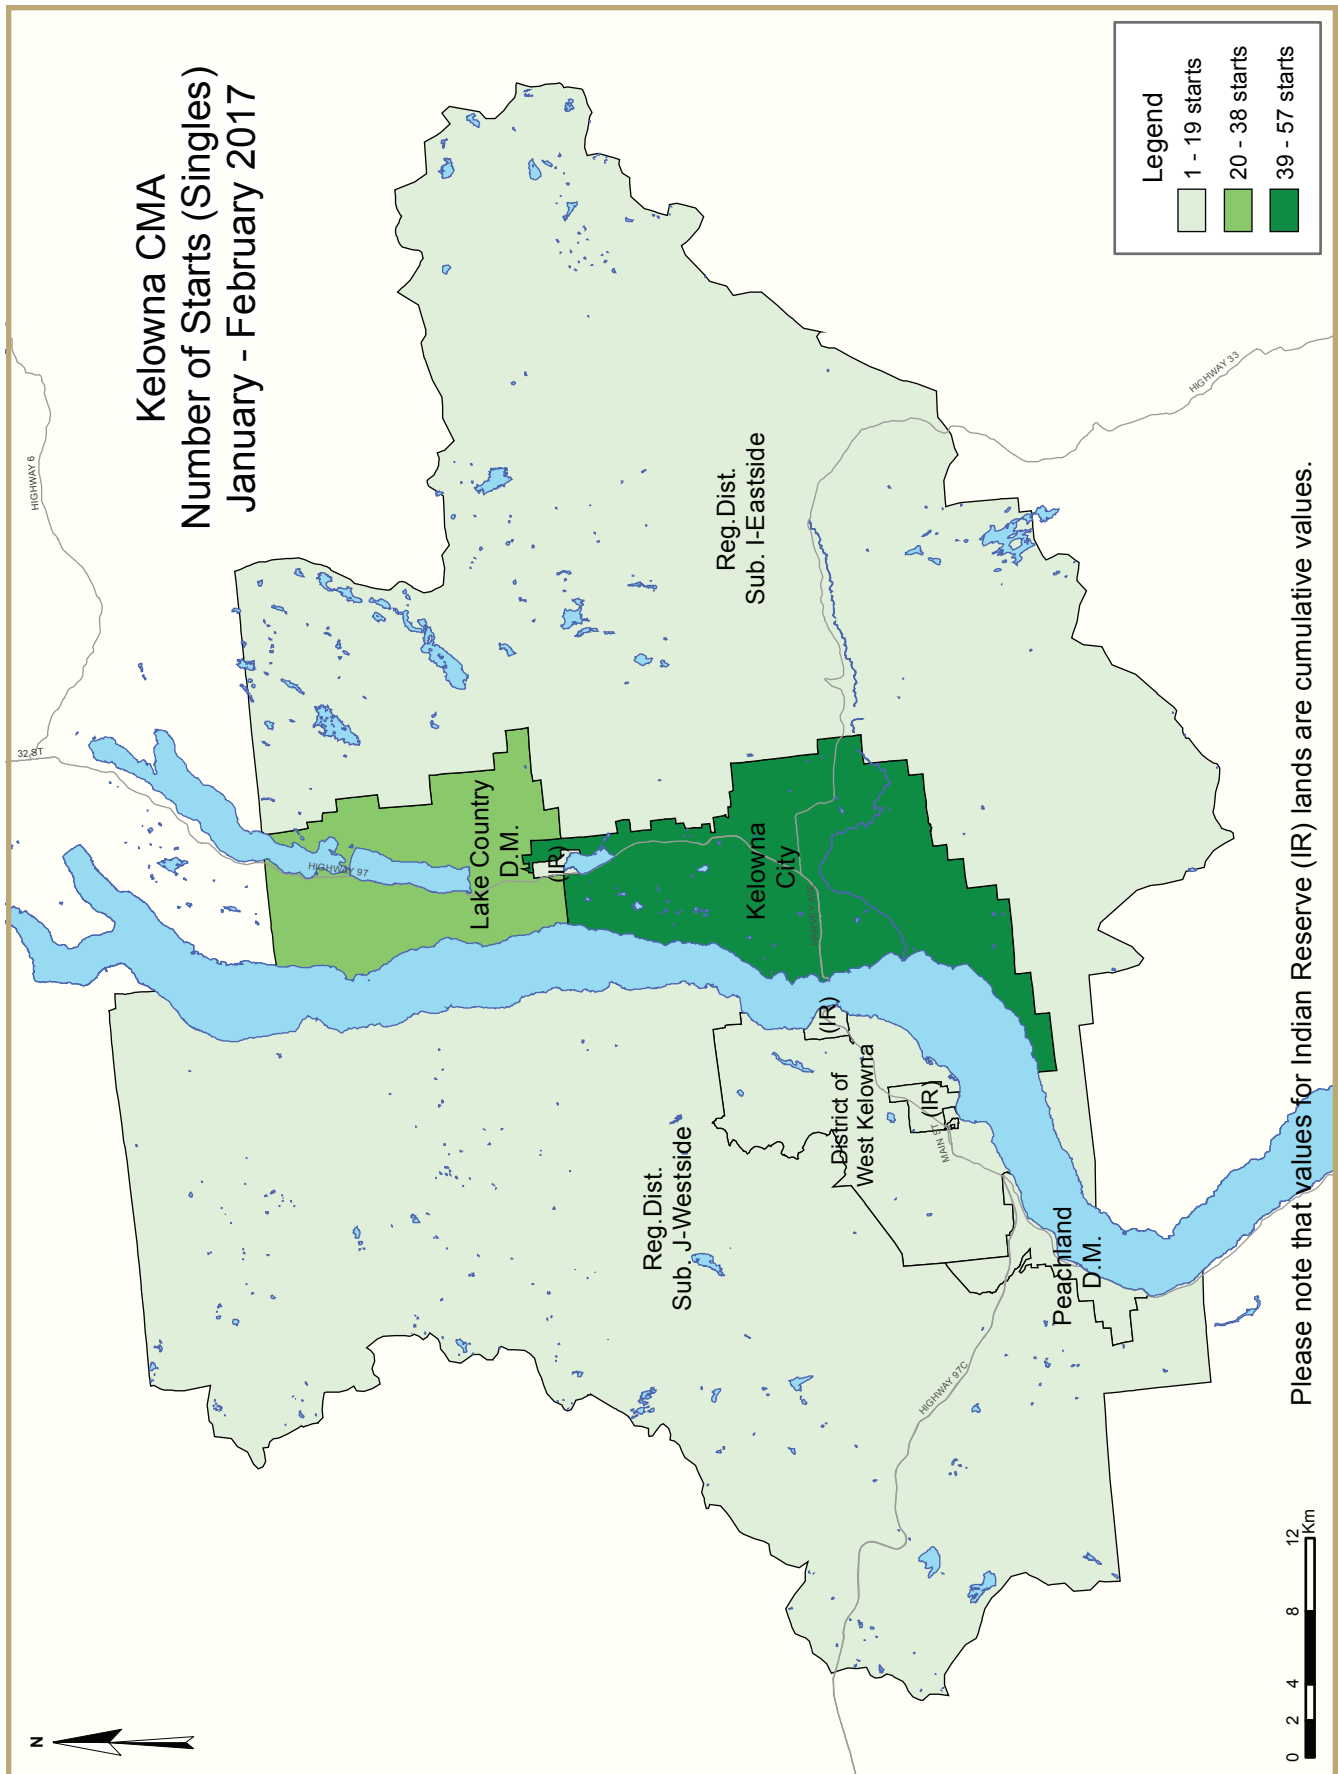 Kelowna CMA
Number of Starts (Singles)
January - February 2017
N
HIGHWAY 6
32 ST
HIGHWAY 97
Lake Country
D.M.
(IR)
Reg.Dist.
Sub. I-Eastside
Kelowna
City
HIGHWAY 33
Reg.Dist.
Sub. J-Westside
(IR)
District of
West Kelowna
(IR)
MAIN ST
Peachland
D.M.
HIGHWAY 97C
Legend
1 - 19 starts
20 - 38 starts
39 - 57 starts
0 2 4 8 12
Km
Please note that values for Indian Reserve (IR) lands are cumulative values.